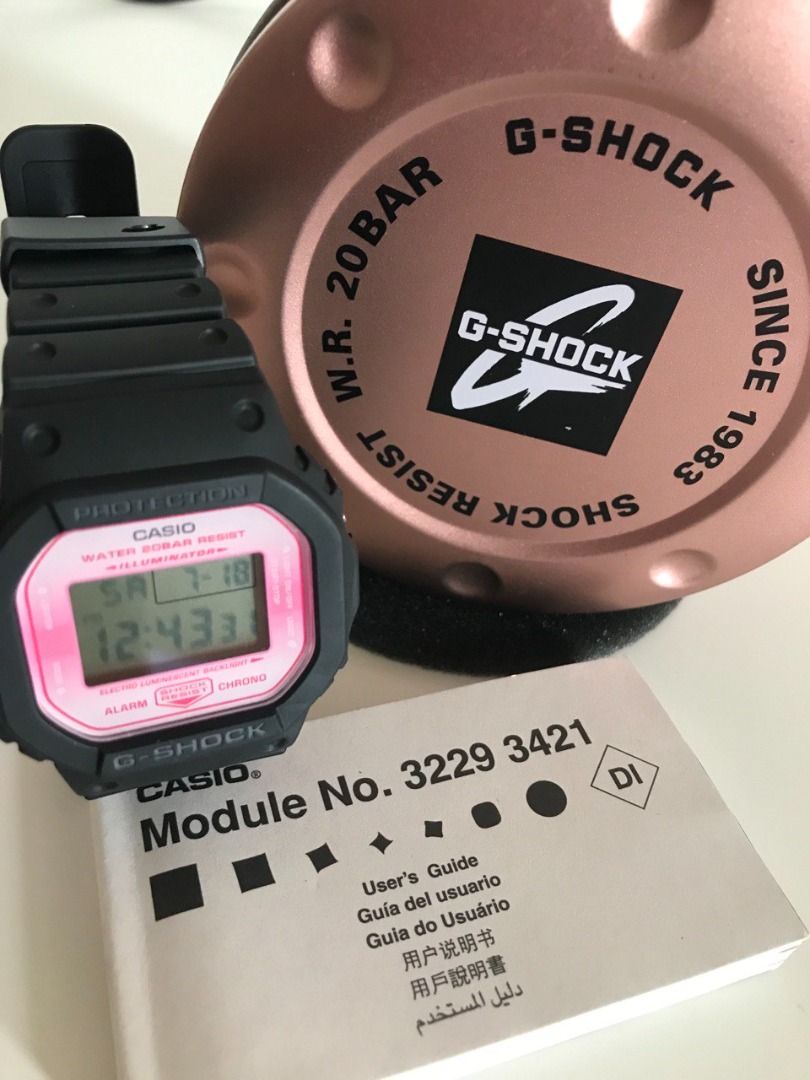 G-SHOCK
W.R. 20BAR
SINCE 1983
SHOCK RESIST
G-SHOCK
PROTECTION
CASIO
WATER 20BAR RESIST
ILLUMINATOR
SA 7-18
12:43 31
ELECTRO LUMINESCENT BACKLIGHT
SHOCK
RESIST
ALARM
CHRONO
G-SHOCK
CASIO®
Module No. 3229 3421
DI
User's Guide
Guía del usuario
Guia do Usuário
用户说明书
用戶說明書
دليل المستخدم